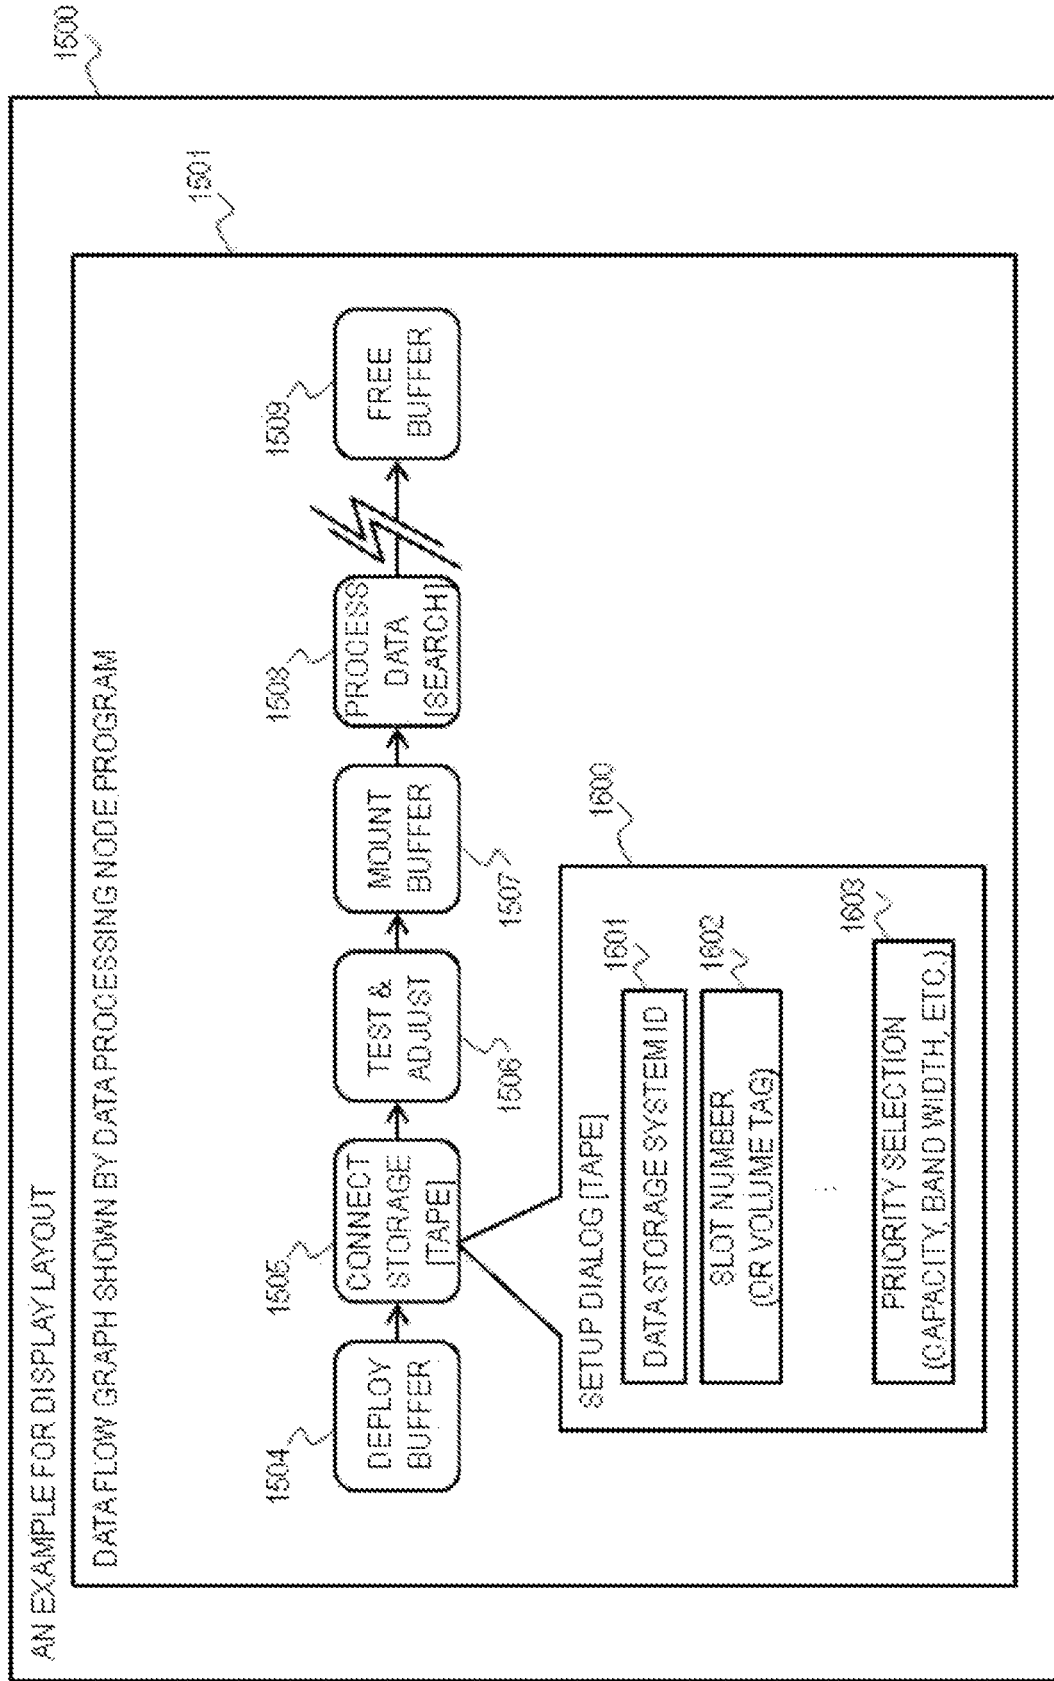 AN EXAMPLE FOR DISPLAY LAYOUT
1500
DATA FLOW GRAPH SHOWN BY DATA PROCESSING NODE PROGRAM
1501
1504
DEPLOY
BUFFER
1505
CONNECT
STORAGE
[TAPE]
TEST &
ADJUST
1506
MOUNT
BUFFER
1507
1508
PROCESS
DATA
[SEARCH]
1509
FREE
BUFFER
1600
SETUP DIALOG [TAPE]
DATA STORAGE SYSTEM ID
1601
SLOT NUMBER
(OR VOLUME TAG)
1602
:
PRIORITY SELECTION
(CAPACITY, BAND WIDTH, ETC.)
1603